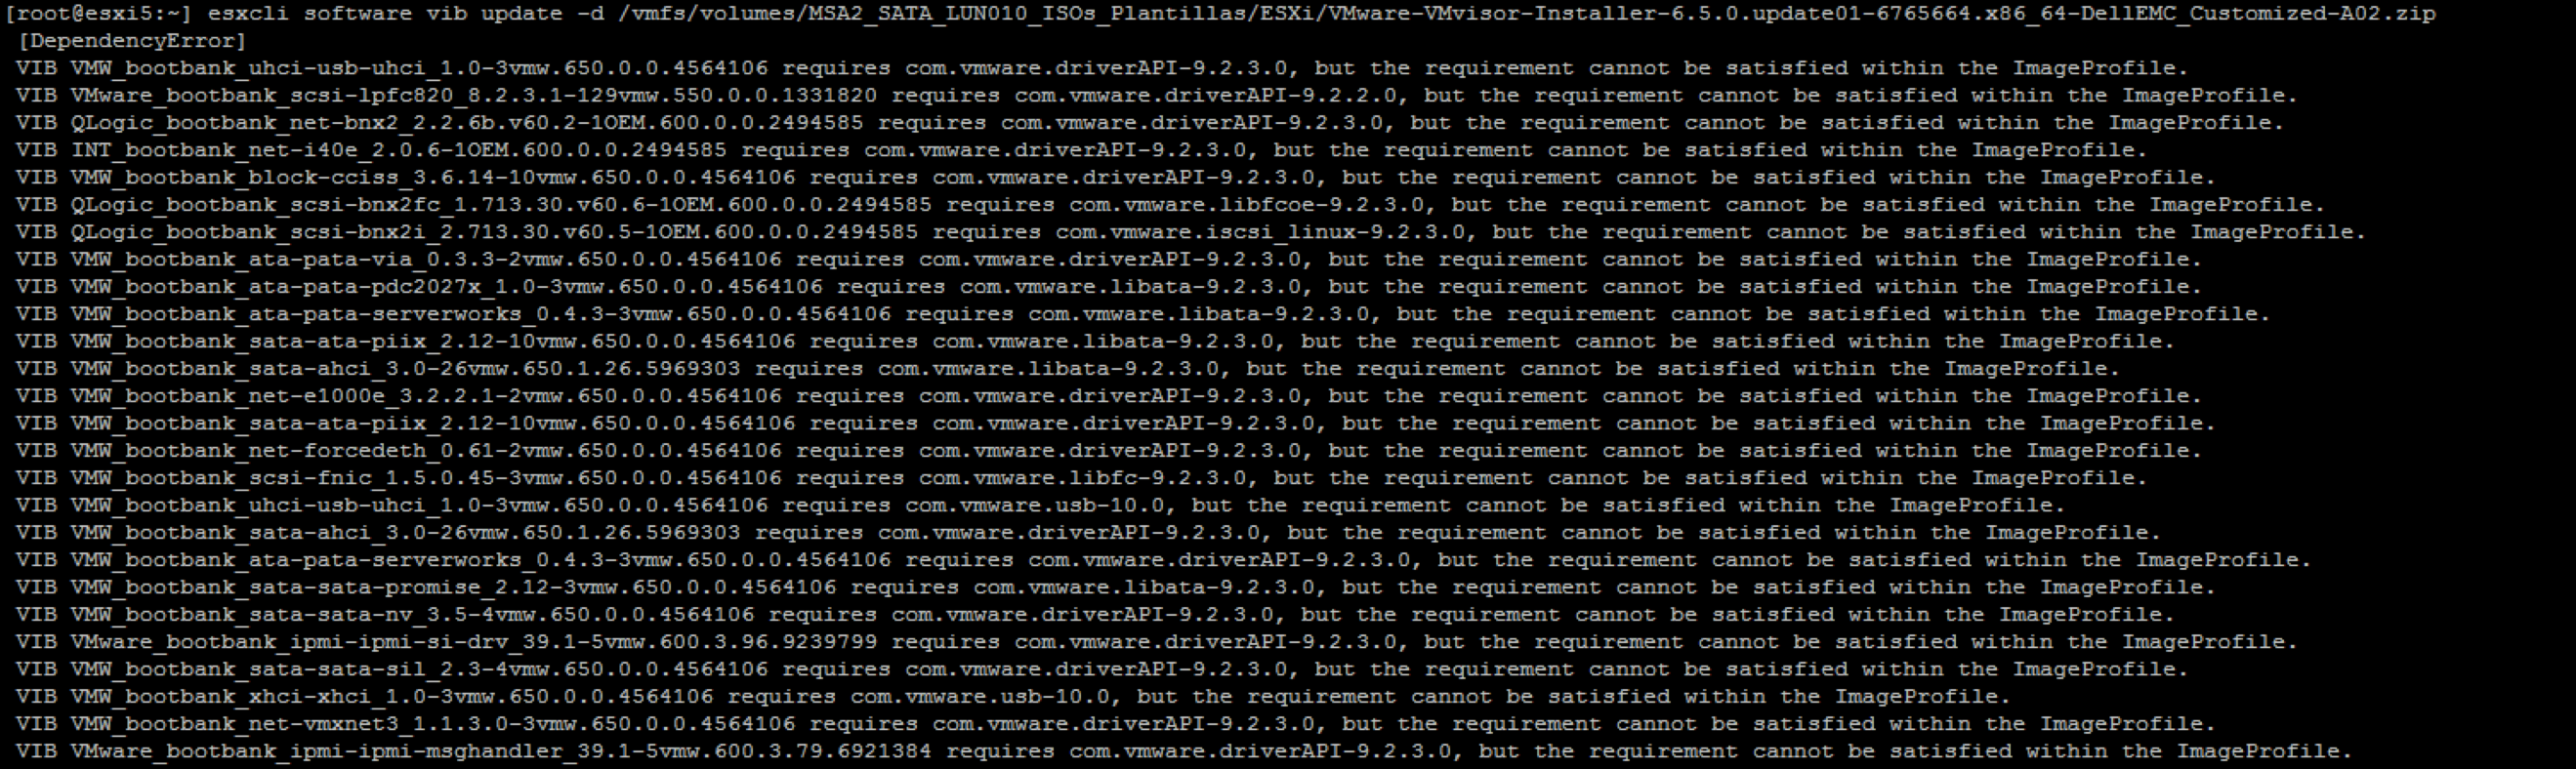 [root@esxi5:~] esxcli software vib update -d /vmfs/volumes/MSA2_SATA_LUN010_ISOs_Plantillas/ESXi/VMware-VMvisor-Installer-6.5.0.update01-6765664.x86_64-DellEMC_Customized-A02.zip
[DependencyError]
VIB VMW_bootbank_uhci-usb-uhci_1.0-3vmw.650.0.0.4564106 requires com.vmware.driverAPI-9.2.3.0, but the requirement cannot be satisfied within the ImageProfile.
VIB VMware_bootbank_scsi-lpfc820_8.2.3.1-129vmw.550.0.0.1331820 requires com.vmware.driverAPI-9.2.2.0, but the requirement cannot be satisfied within the ImageProfile.
VIB QLogic_bootbank_net-bnx2_2.2.6b.v60.2-1OEM.600.0.0.2494585 requires com.vmware.driverAPI-9.2.3.0, but the requirement cannot be satisfied within the ImageProfile.
VIB INT_bootbank_net-i40e_2.0.6-1OEM.600.0.0.2494585 requires com.vmware.driverAPI-9.2.3.0, but the requirement cannot be satisfied within the ImageProfile.
VIB VMW_bootbank_block-cciss_3.6.14-10vmw.650.0.0.4564106 requires com.vmware.driverAPI-9.2.3.0, but the requirement cannot be satisfied within the ImageProfile.
VIB QLogic_bootbank_scsi-bnx2fc_1.713.30.v60.6-1OEM.600.0.0.2494585 requires com.vmware.libfcoe-9.2.3.0, but the requirement cannot be satisfied within the ImageProfile.
VIB QLogic_bootbank_scsi-bnx2i_2.713.30.v60.5-1OEM.600.0.0.2494585 requires com.vmware.iscsi_linux-9.2.3.0, but the requirement cannot be satisfied within the ImageProfile.
VIB VMW_bootbank_ata-pata-via_0.3.3-2vmw.650.0.0.4564106 requires com.vmware.driverAPI-9.2.3.0, but the requirement cannot be satisfied within the ImageProfile.
VIB VMW_bootbank_ata-pata-pdc2027x_1.0-3vmw.650.0.0.4564106 requires com.vmware.libata-9.2.3.0, but the requirement cannot be satisfied within the ImageProfile.
VIB VMW_bootbank_ata-pata-serverworks_0.4.3-3vmw.650.0.0.4564106 requires com.vmware.libata-9.2.3.0, but the requirement cannot be satisfied within the ImageProfile.
VIB VMW_bootbank_sata-ata-piix_2.12-10vmw.650.0.0.4564106 requires com.vmware.libata-9.2.3.0, but the requirement cannot be satisfied within the ImageProfile.
VIB VMW_bootbank_sata-ahci_3.0-26vmw.650.1.26.5969303 requires com.vmware.libata-9.2.3.0, but the requirement cannot be satisfied within the ImageProfile.
VIB VMW_bootbank_net-e1000e_3.2.2.1-2vmw.650.0.0.4564106 requires com.vmware.driverAPI-9.2.3.0, but the requirement cannot be satisfied within the ImageProfile.
VIB VMW_bootbank_sata-ata-piix_2.12-10vmw.650.0.0.4564106 requires com.vmware.driverAPI-9.2.3.0, but the requirement cannot be satisfied within the ImageProfile.
VIB VMW_bootbank_net-forcedeth_0.61-2vmw.650.0.0.4564106 requires com.vmware.driverAPI-9.2.3.0, but the requirement cannot be satisfied within the ImageProfile.
VIB VMW_bootbank_scsi-fnic_1.5.0.45-3vmw.650.0.0.4564106 requires com.vmware.libfc-9.2.3.0, but the requirement cannot be satisfied within the ImageProfile.
VIB VMW_bootbank_uhci-usb-uhci_1.0-3vmw.650.0.0.4564106 requires com.vmware.usb-10.0, but the requirement cannot be satisfied within the ImageProfile.
VIB VMW_bootbank_sata-ahci_3.0-26vmw.650.1.26.5969303 requires com.vmware.driverAPI-9.2.3.0, but the requirement cannot be satisfied within the ImageProfile.
VIB VMW_bootbank_ata-pata-serverworks_0.4.3-3vmw.650.0.0.4564106 requires com.vmware.driverAPI-9.2.3.0, but the requirement cannot be satisfied within the ImageProfile.
VIB VMW_bootbank_sata-sata-promise_2.12-3vmw.650.0.0.4564106 requires com.vmware.libata-9.2.3.0, but the requirement cannot be satisfied within the ImageProfile.
VIB VMW_bootbank_sata-sata-nv_3.5-4vmw.650.0.0.4564106 requires com.vmware.driverAPI-9.2.3.0, but the requirement cannot be satisfied within the ImageProfile.
VIB VMware_bootbank_ipmi-ipmi-si-drv_39.1-5vmw.600.3.96.9239799 requires com.vmware.driverAPI-9.2.3.0, but the requirement cannot be satisfied within the ImageProfile.
VIB VMW_bootbank_sata-sata-sil_2.3-4vmw.650.0.0.4564106 requires com.vmware.driverAPI-9.2.3.0, but the requirement cannot be satisfied within the ImageProfile.
VIB VMW_bootbank_xhci-xhci_1.0-3vmw.650.0.0.4564106 requires com.vmware.usb-10.0, but the requirement cannot be satisfied within the ImageProfile.
VIB VMW_bootbank_net-vmxnet3_1.1.3.0-3vmw.650.0.0.4564106 requires com.vmware.driverAPI-9.2.3.0, but the requirement cannot be satisfied within the ImageProfile.
VIB VMware_bootbank_ipmi-ipmi-msghandler_39.1-5vmw.600.3.79.6921384 requires com.vmware.driverAPI-9.2.3.0, but the requirement cannot be satisfied within the ImageProfile.